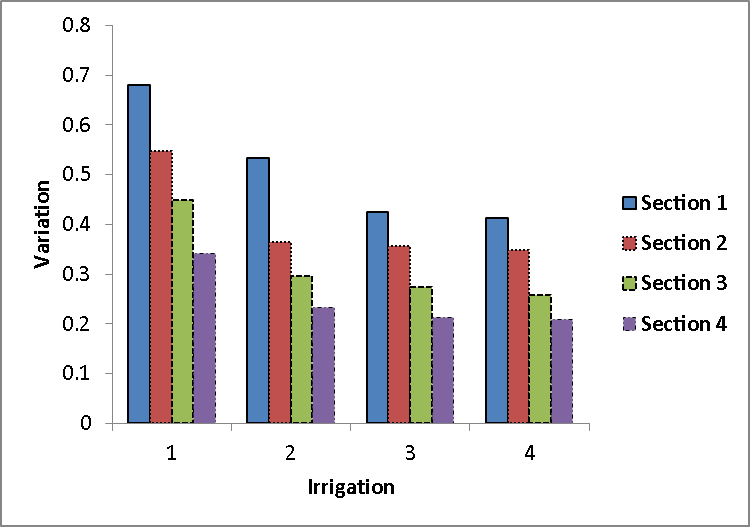 0.8
0.7
0.6
0.5
0.4
0.3
0.2
0.1
0
Variation
1 2 3 4
Irrigation
Section 1
Section 2
Section 3
Section 4